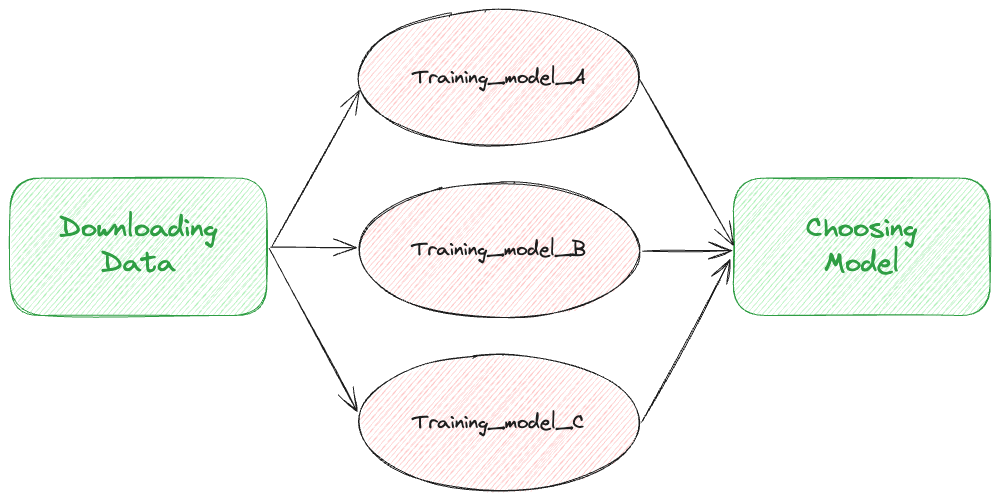 Training_model_A
Downloading
Data
Training_model_B
Choosing
Model
Training_model_C